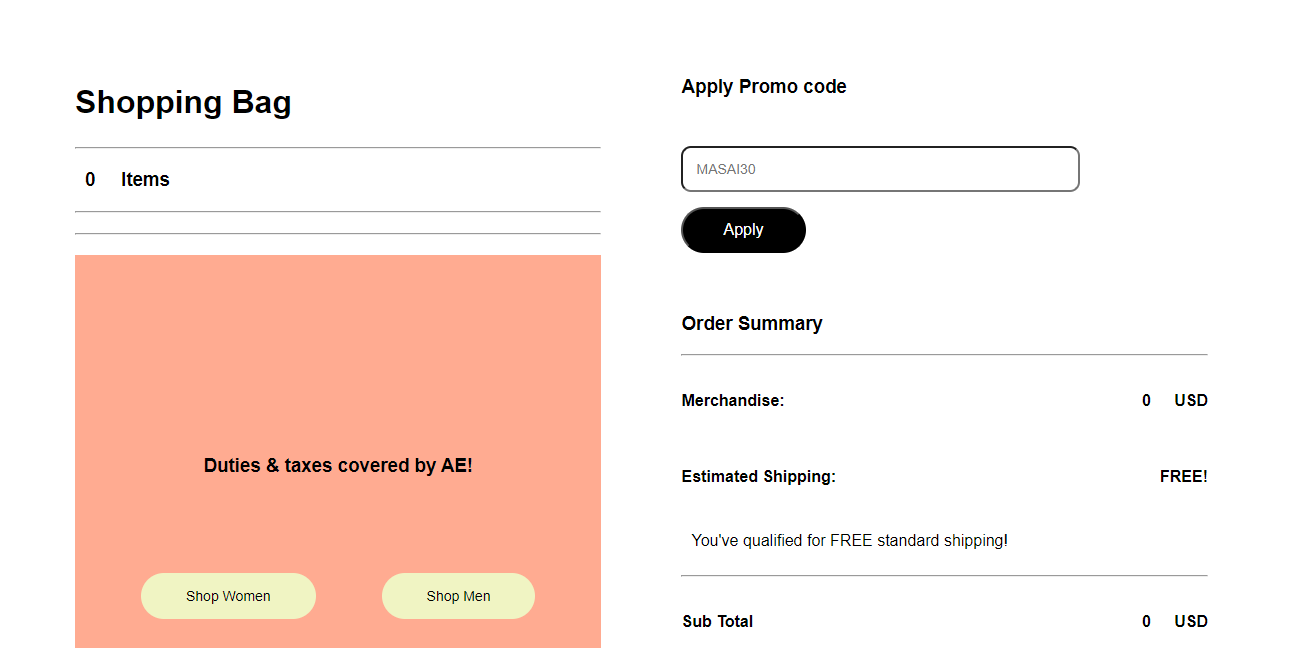 Shopping Bag
0 Items
Duties & taxes covered by AE!
Shop Women
Shop Men
Apply Promo code
MASAI30
Apply
Order Summary
Merchandise: 0 USD
Estimated Shipping: FREE!
You've qualified for FREE standard shipping!
Sub Total 0 USD